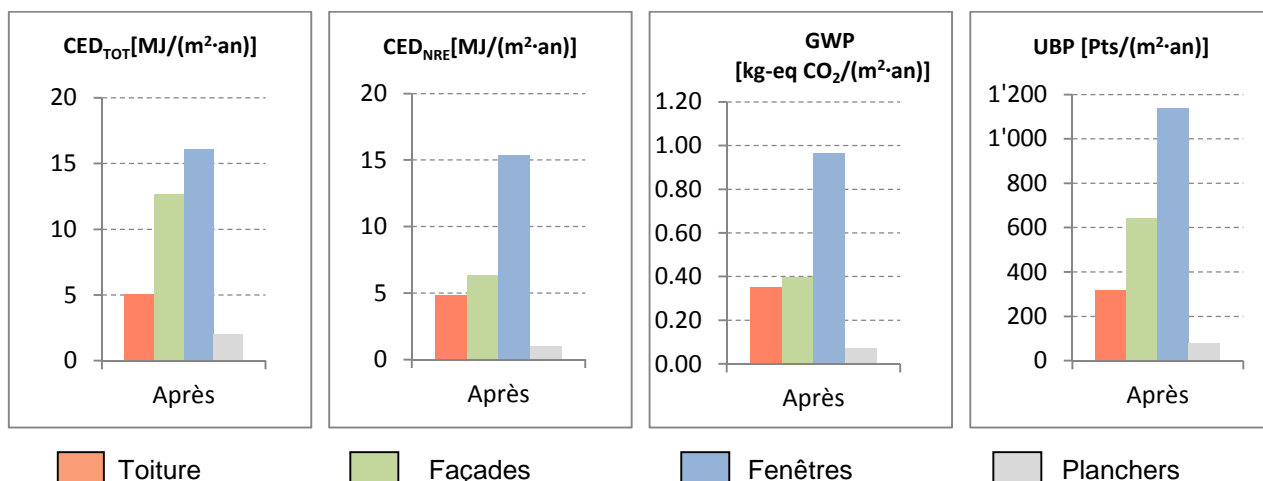 CED_TOT[MJ/(m²·an)]
20
15
10
5
0
Après
CED_NRE[MJ/(m²·an)]
20
15
10
5
0
Après
GWP
[kg-eq CO₂/(m²·an)]
1.20
1.00
0.80
0.60
0.40
0.20
0.00
Après
UBP [Pts/(m²·an)]
1'200
1'000
800
600
400
200
0
Après
Toiture
Façades
Fenêtres
Planchers